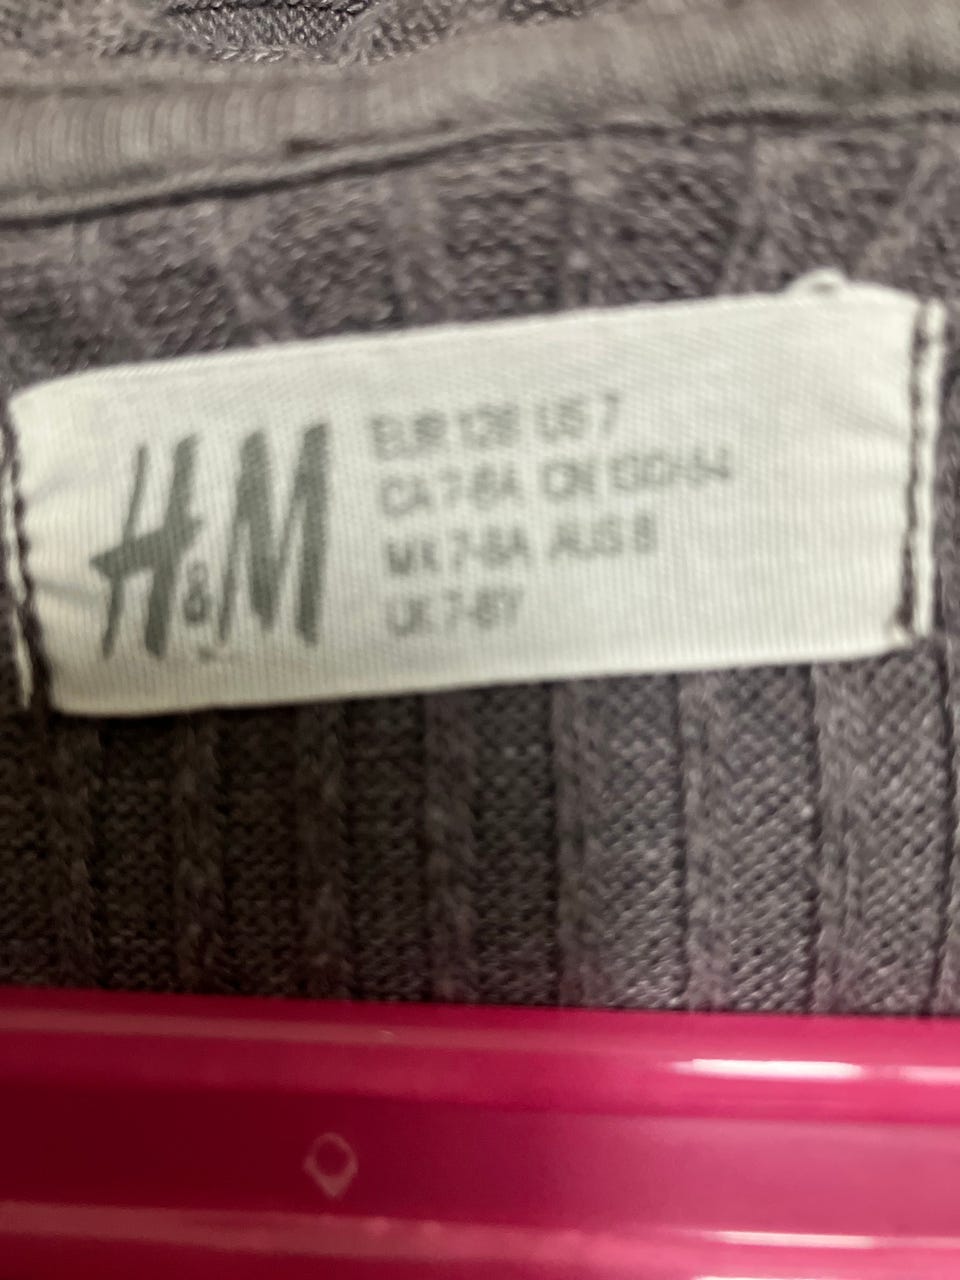 H&M
EUR 128 US 7
CA 7-8A CN 130/64
MX 7-8A AUS 8
UK 7-8Y